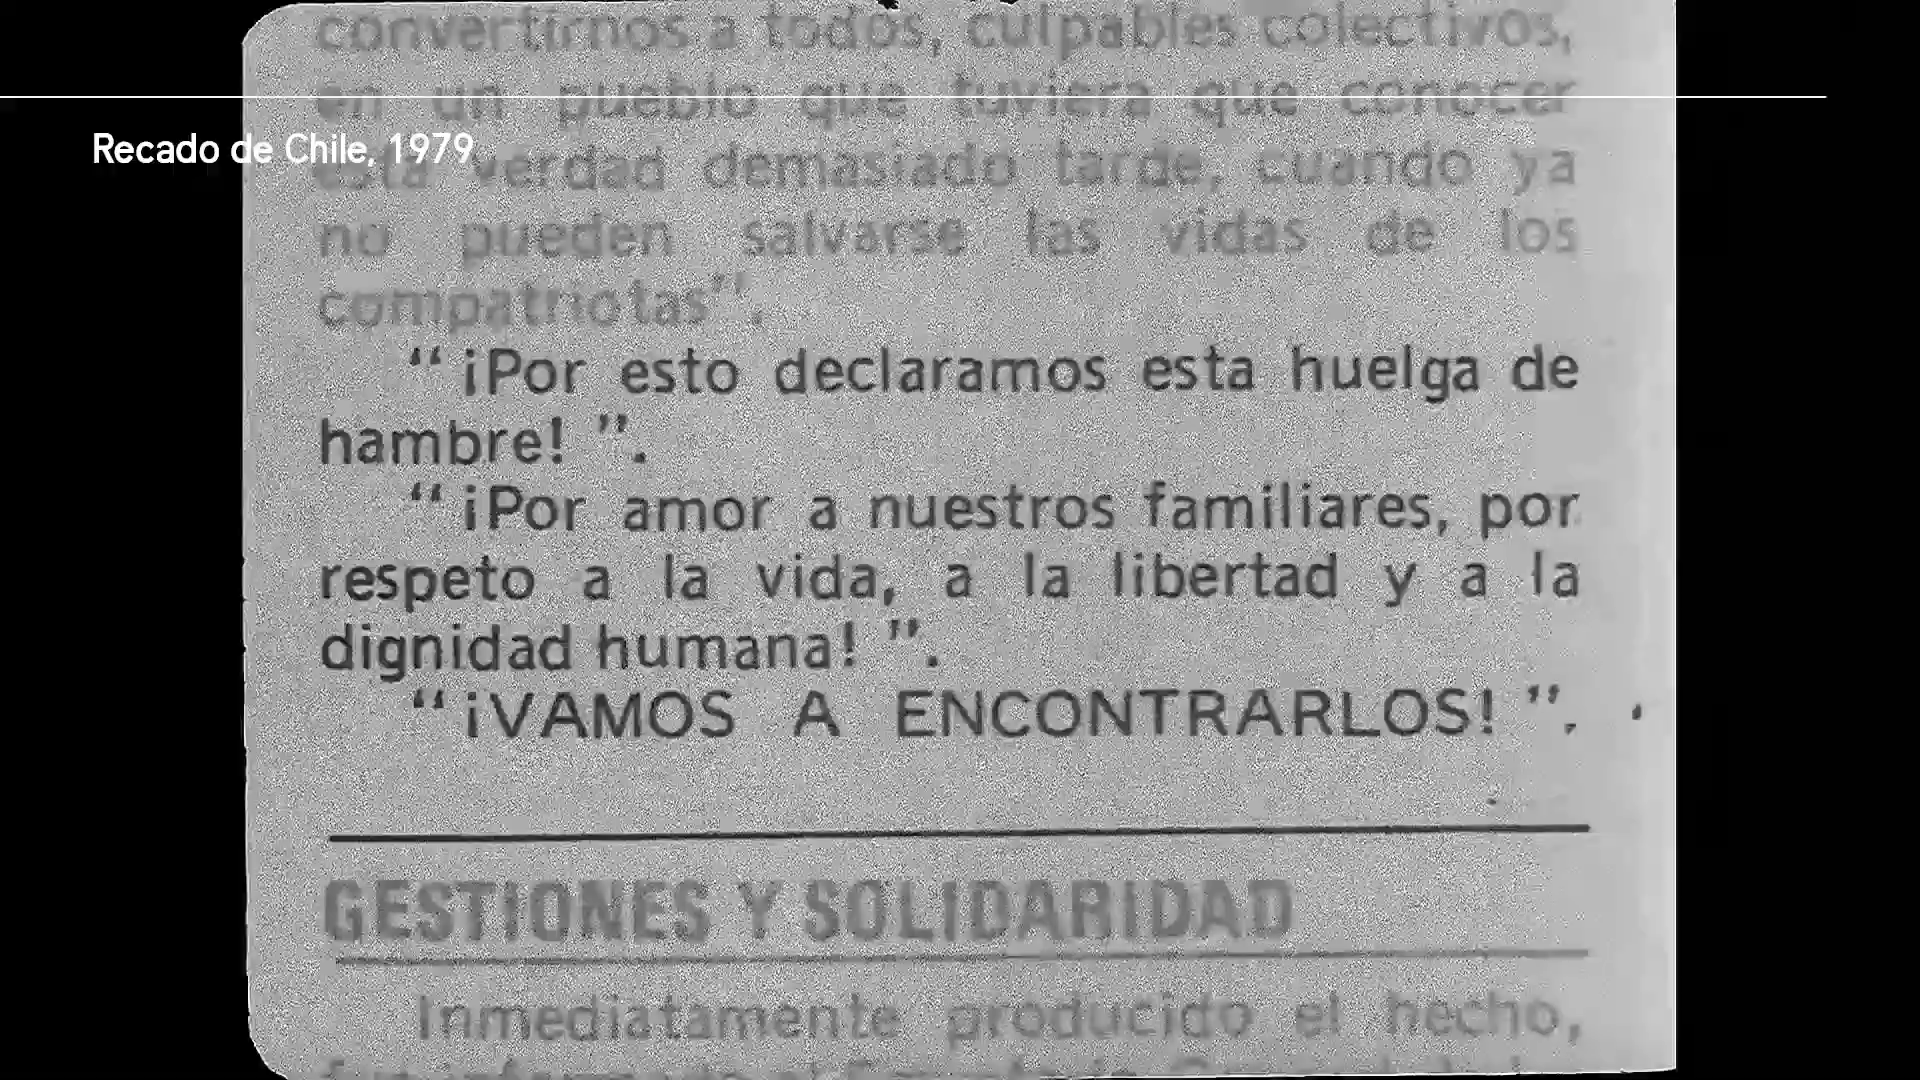 convertirnos a todos, culpables colectivos,
en un pueblo que tuviera que conocer
Recado de Chile, 1979
esta verdad demasiado tarde, cuando ya
no pueden salvarse las vidas de los
compatriotas".
"¡Por esto declaramos esta huelga de
hambre! ".
"¡Por amor a nuestros familiares, por
respeto a la vida, a la libertad y a la
dignidad humana! ".
"¡VAMOS A ENCONTRARLOS! ".
GESTIONES Y SOLIDARIDAD
Inmediatamente producido el hecho,